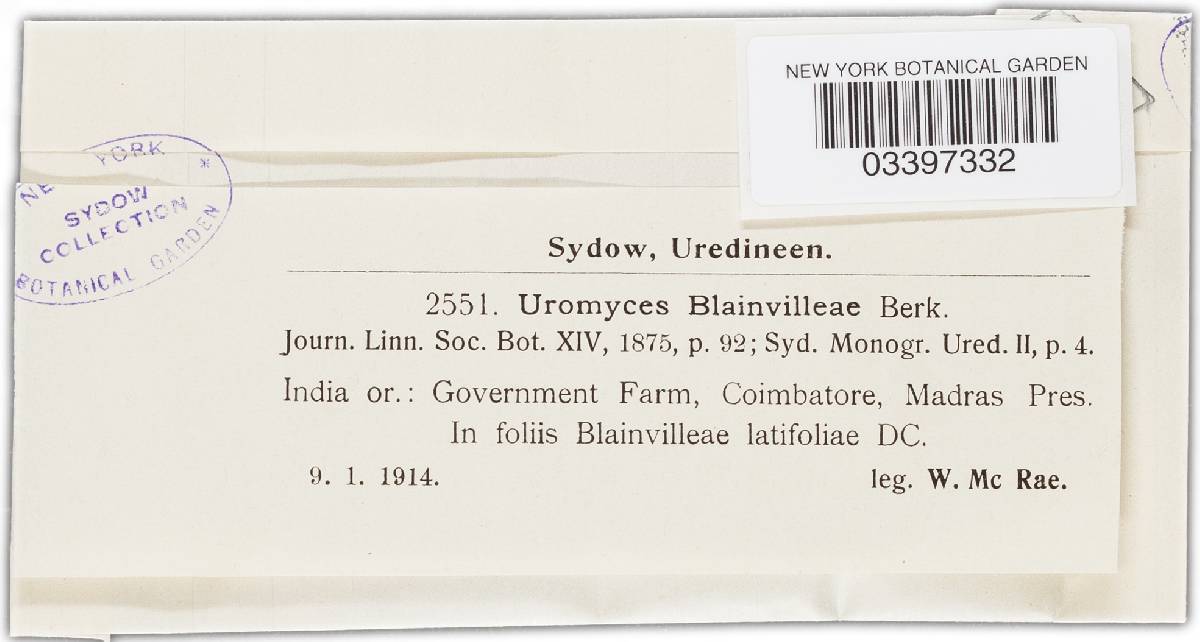 NEW YORK BOTANICAL GARDEN
03397332
YORK *
SYDOW
COLLECTION
BOTANICAL GARDEN
Sydow, Uredineen.
2551. Uromyces Blainvilleae Berk.
Journ. Linn. Soc. Bot. XIV, 1875, p. 92; Syd. Monogr. Ured. II, p. 4.
India or.: Government Farm, Coimbatore, Madras Pres.
In foliis Blainvilleae latifoliae DC.
9. 1. 1914. leg. W. Mc Rae.